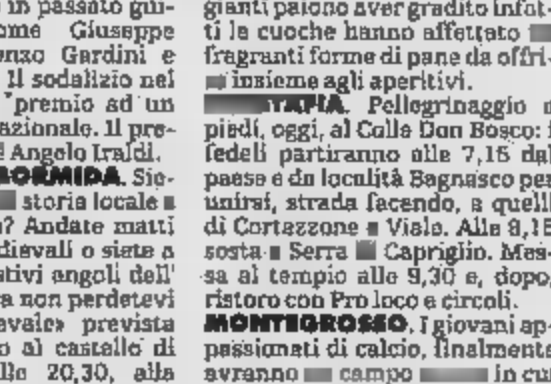 in passato gui-
ome Giuseppe
enzo Gardini e
Il sodalizio nel
premio ad un
azionale. Il pre-
Angelo Iraldi.
BORMIDA. Sie-
storia locale
a? Andate matti
dievali o siete a
ativi angoli dell'
a non perdetevi
evale» prevista
o al castello di
lle 20,30, alla
gianti paiono aver gradito infat-
ti le cuoche hanno affettato
fragranti forme di pane da offri-
insieme agli aperitivi.
TAFIA. Pellegrinaggio a
piedi, oggi, al Colle Don Bosco: i
fedeli partiranno alle 7,15 dal
paese e da località Bagnasco per
unirsi, strada facendo, a quelli
di Cortazzone Viale. Alle 8,15
sosta Serra Capriglio. Mes-
sa al tempio alle 9,30 e, dopo,
ristoro con Pro loco e circoli.
MONTEGROSSO. I giovani ap-
passionati di calcio, finalmente
avranno campo in cui